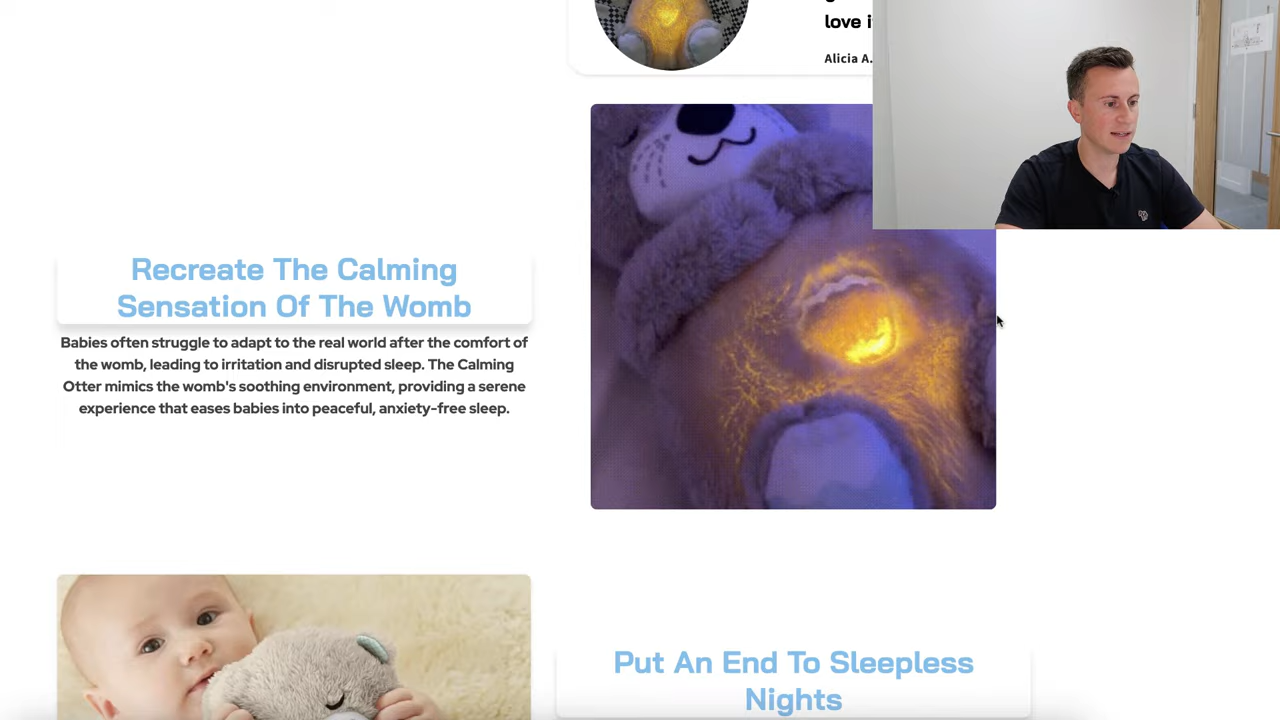 love
Alicia A.
Recreate The Calming
Sensation Of The Womb
Babies often struggle to adapt to the real world after the comfort of
the womb, leading to irritation and disrupted sleep. The Calming
Otter mimics the womb's soothing environment, providing a serene
experience that eases babies into peaceful, anxiety-free sleep.
Put An End To Sleepless
Nights